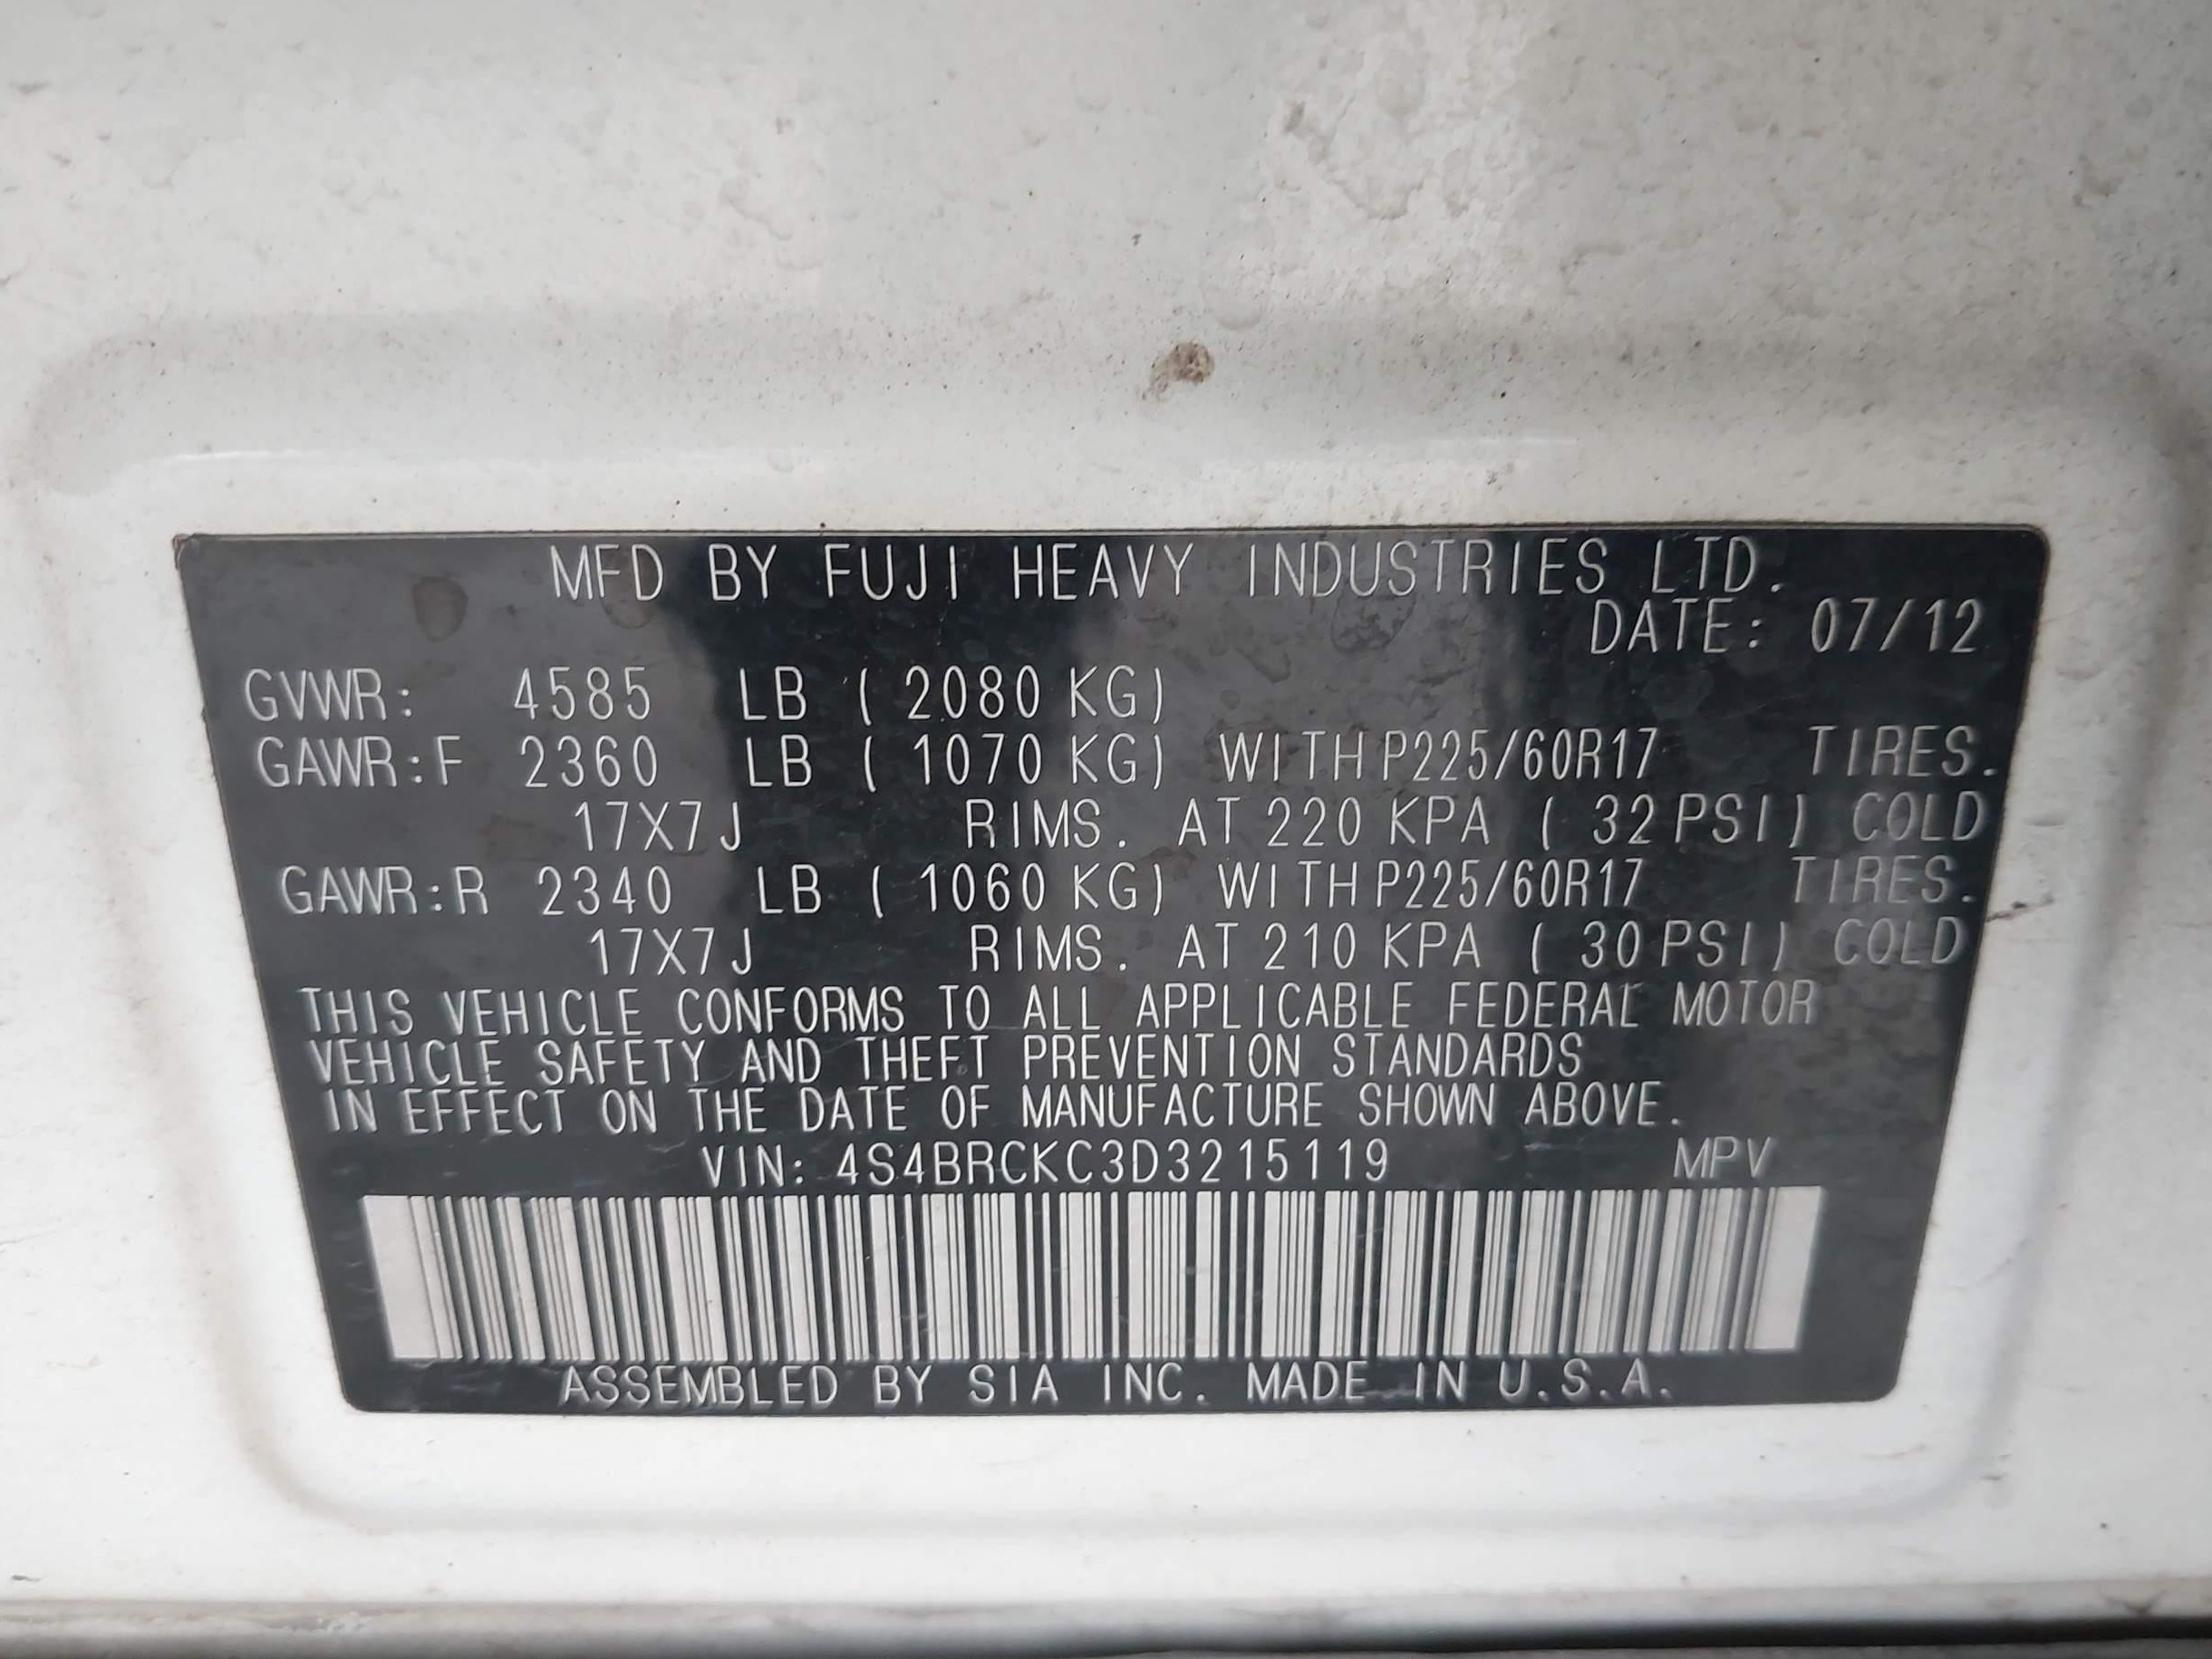 MFD BY FUJI HEAVY INDUSTRIES LTD.
DATE: 07/12
GVWR: 4585 LB ( 2080 KG)
GAWR:F 2360 LB ( 1070 KG) WITH P225/60R17 TIRES.
17X7J RIMS. AT 220 KPA ( 32 PSI) COLD
GAWR:R 2340 LB ( 1060 KG) WITH P225/60R17 TIRES.
17X7J RIMS. AT 210 KPA ( 30 PSI) COLD
THIS VEHICLE CONFORMS TO ALL APPLICABLE FEDERAL MOTOR
VEHICLE SAFETY AND THEFT PREVENTION STANDARDS
IN EFFECT ON THE DATE OF MANUFACTURE SHOWN ABOVE.
VIN: 4S4BRCKC3D3215119 MPV
ASSEMBLED BY SIA INC. MADE IN U.S.A.